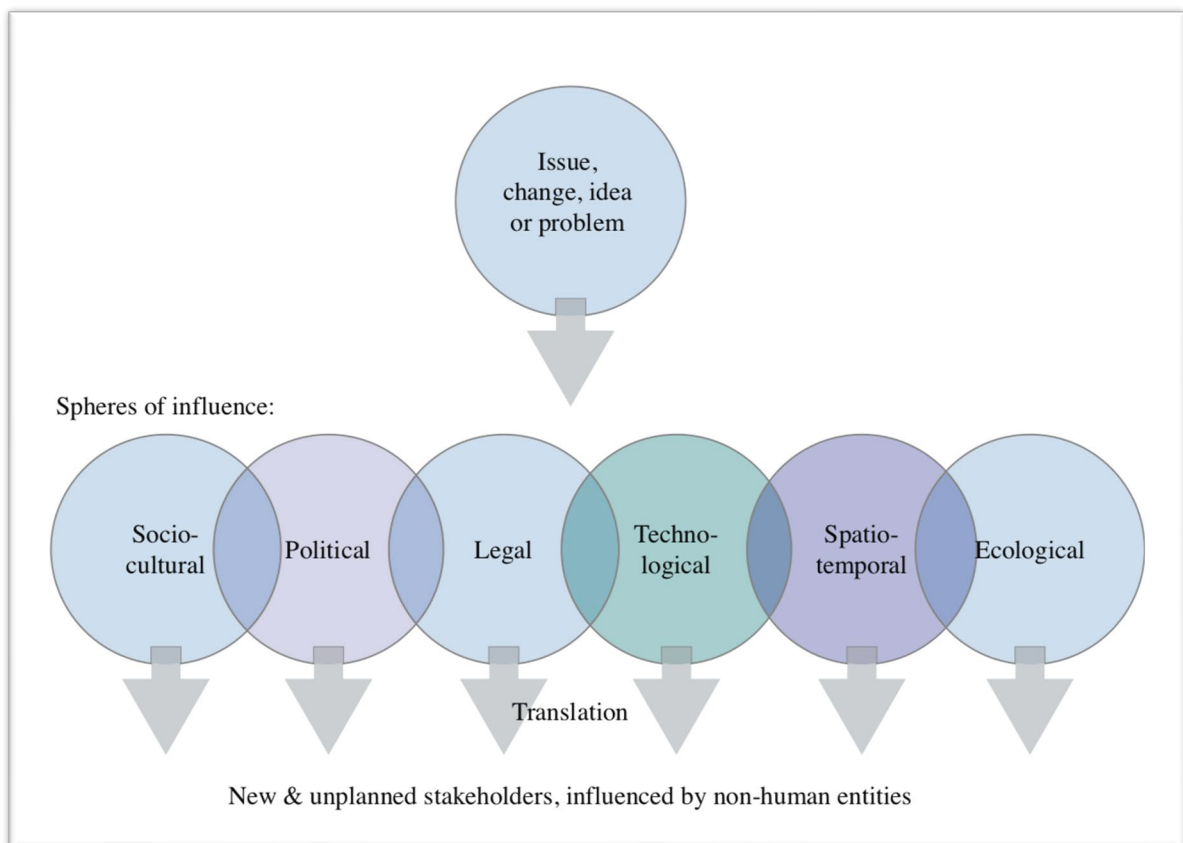 Issue,
change, idea
or problem
Spheres of influence:
Socio-
cultural
Political
Legal
Techno-
logical
Spatio-
temporal
Ecological
Translation
New & unplanned stakeholders, influenced by non-human entities